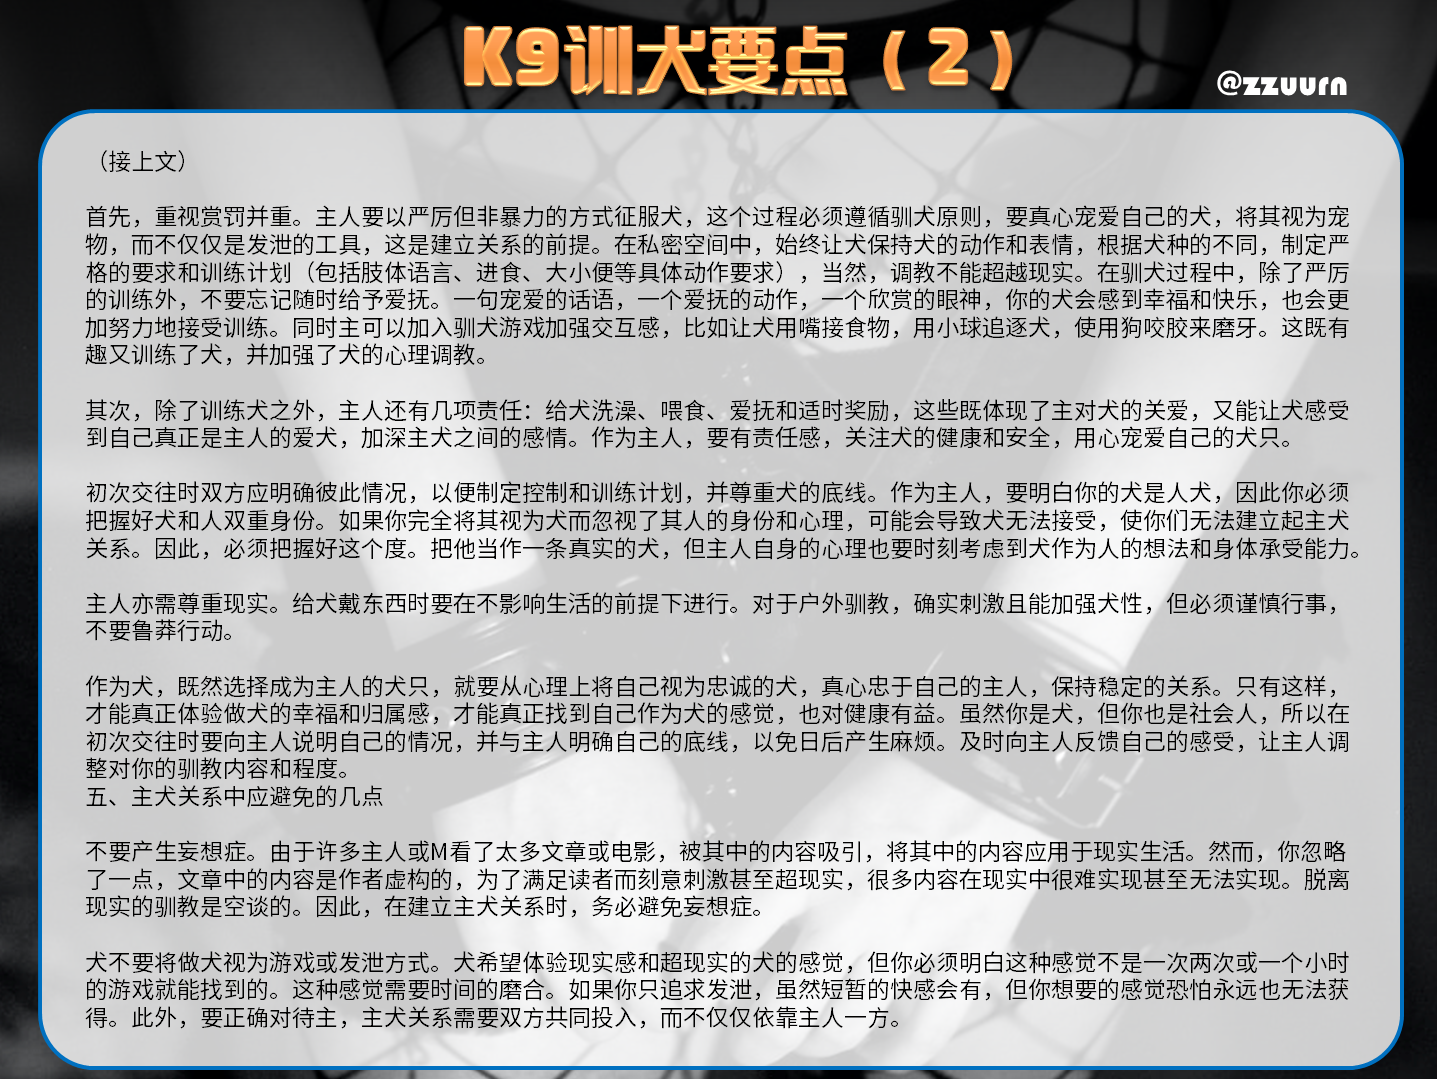 K9训犬要点（2）
@zzuurn
（接上文）
首先，重视赏罚并重。主人要以严厉但非暴力的方式征服犬，这个过程必须遵循驯犬原则，要真心宠爱自己的犬，将其视为宠
物，而不仅仅是发泄的工具，这是建立关系的前提。在私密空间中，始终让犬保持犬的动作和表情，根据犬种的不同，制定严
格的要求和训练计划（包括肢体语言、进食、大小便等具体动作要求），当然，调教不能超越现实。在驯犬过程中，除了严厉
的训练外，不要忘记随时给予爱抚。一句宠爱的话语，一个爱抚的动作，一个欣赏的眼神，你的犬会感到幸福和快乐，也会更
加努力地接受训练。同时主可以加入驯犬游戏加强交互感，比如让犬用嘴接食物，用小球追逐犬，使用狗咬胶来磨牙。这既有
趣又训练了犬，并加强了犬的心理调教。
其次，除了训练犬之外，主人还有几项责任：给犬洗澡、喂食、爱抚和适时奖励，这些既体现了主对犬的关爱，又能让犬感受
到自己真正是主人的爱犬，加深主犬之间的感情。作为主人，要有责任感，关注犬的健康和安全，用心宠爱自己的犬只。
初次交往时双方应明确彼此情况，以便制定控制和训练计划，并尊重犬的底线。作为主人，要明白你的犬是人犬，因此你必须
把握好犬和人双重身份。如果你完全将其视为犬而忽视了其人的身份和心理，可能会导致犬无法接受，使你们无法建立起主犬
关系。因此，必须把握好这个度。把他当作一条真实的犬，但主人自身的心理也要时刻考虑到犬作为人的想法和身体承受能力。
主人亦需尊重现实。给犬戴东西时要在不影响生活的前提下进行。对于户外驯教，确实刺激且能加强犬性，但必须谨慎行事，
不要鲁莽行动。
作为犬，既然选择成为主人的犬只，就要从心理上将自己视为忠诚的犬，真心忠于自己的主人，保持稳定的关系。只有这样，
才能真正体验做犬的幸福和归属感，才能真正找到自己作为犬的感觉，也对健康有益。虽然你是犬，但你也是社会人，所以在
初次交往时要向主人说明自己的情况，并与主人明确自己的底线，以免日后产生麻烦。及时向主人反馈自己的感受，让主人调
整对你的驯教内容和程度。
五、主犬关系中应避免的几点
不要产生妄想症。由于许多主人或M看了太多文章或电影，被其中的内容吸引，将其中的内容应用于现实生活。然而，你忽略
了一点，文章中的内容是作者虚构的，为了满足读者而刻意刺激甚至超现实，很多内容在现实中很难实现甚至无法实现。脱离
现实的驯教是空谈的。因此，在建立主犬关系时，务必避免妄想症。
犬不要将做犬视为游戏或发泄方式。犬希望体验现实感和超现实的犬的感觉，但你必须明白这种感觉不是一次两次或一个小时
的游戏就能找到的。这种感觉需要时间的磨合。如果你只追求发泄，虽然短暂的快感会有，但你想要的感觉恐怕永远也无法获
得。此外，要正确对待主，主犬关系需要双方共同投入，而不仅仅依靠主人一方。